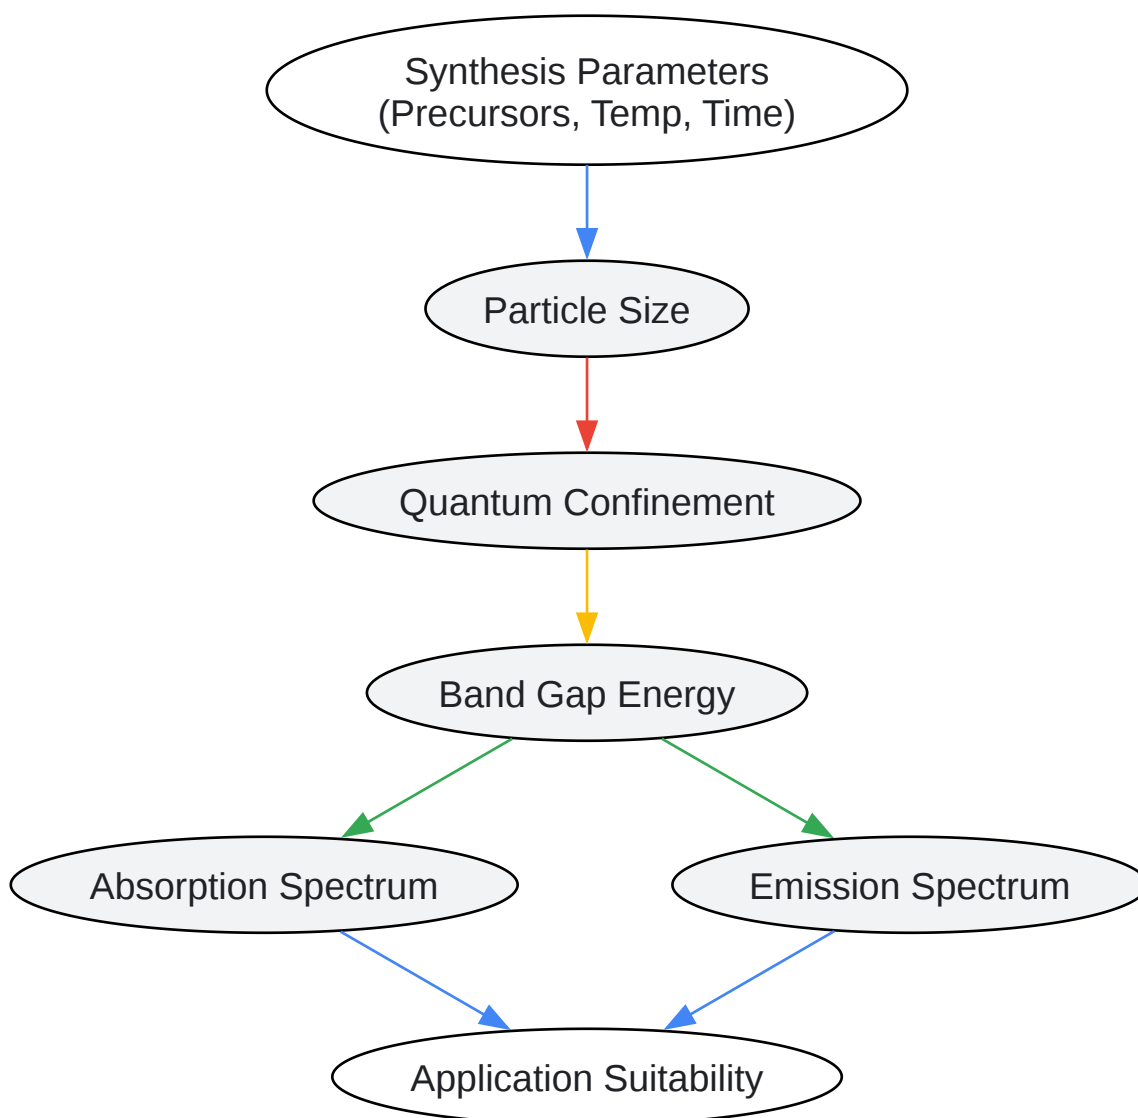 Synthesis Parameters
(Precursors, Temp, Time)
Particle Size
Quantum Confinement
Band Gap Energy
Absorption Spectrum
Emission Spectrum
Application Suitability